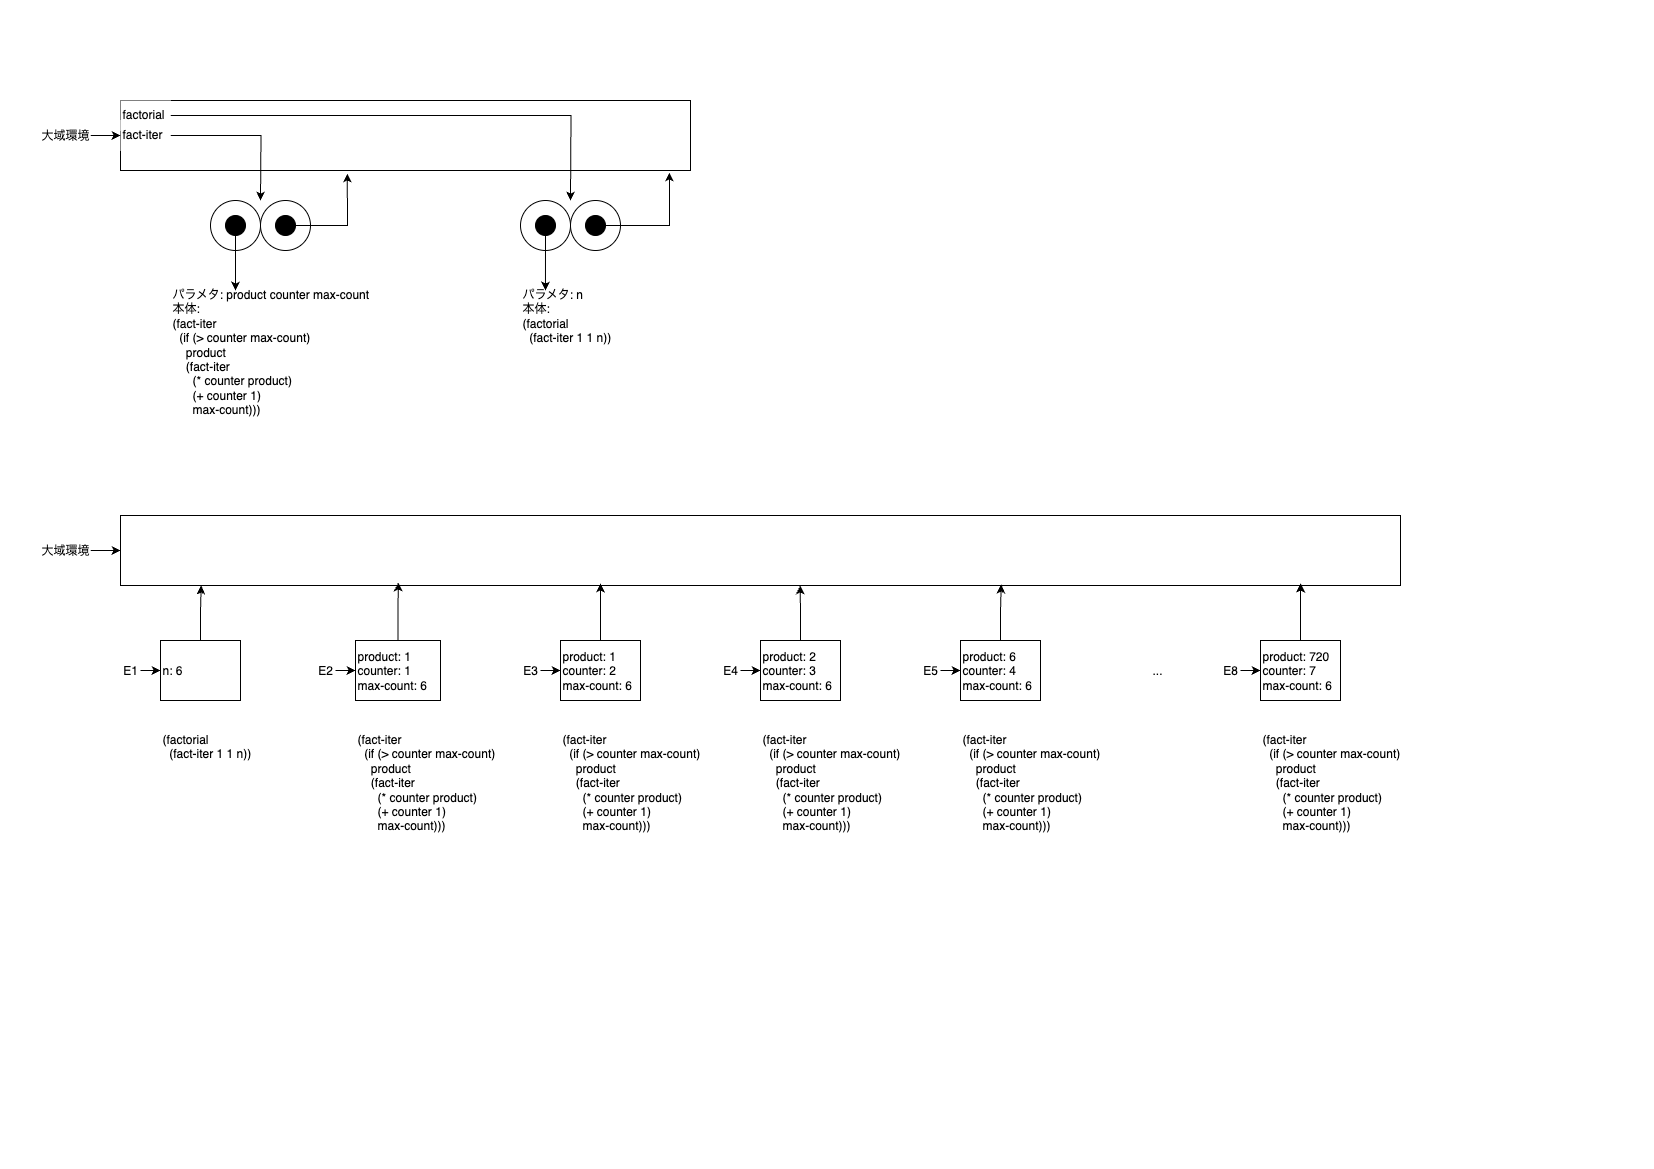 factorial
大域環境
fact-iter
パラメタ: product counter max-count
本体:
(fact-iter
(if (> counter max-count)
product
(fact-iter
(* counter product)
(+ counter 1)
max-count)))
パラメタ: n
本体:
(factorial
(fact-iter 1 1 n))
大域環境
E1
n: 6
E2
product: 1
counter: 1
max-count: 6
E3
product: 1
counter: 2
max-count: 6
E4
product: 2
counter: 3
max-count: 6
E5
product: 6
counter: 4
max-count: 6
...
E8
product: 720
counter: 7
max-count: 6
(factorial
(fact-iter 1 1 n))
(fact-iter
(if (> counter max-count)
product
(fact-iter
(* counter product)
(+ counter 1)
max-count)))
(fact-iter
(if (> counter max-count)
product
(fact-iter
(* counter product)
(+ counter 1)
max-count)))
(fact-iter
(if (> counter max-count)
product
(fact-iter
(* counter product)
(+ counter 1)
max-count)))
(fact-iter
(if (> counter max-count)
product
(fact-iter
(* counter product)
(+ counter 1)
max-count)))
(fact-iter
(if (> counter max-count)
product
(fact-iter
(* counter product)
(+ counter 1)
max-count)))